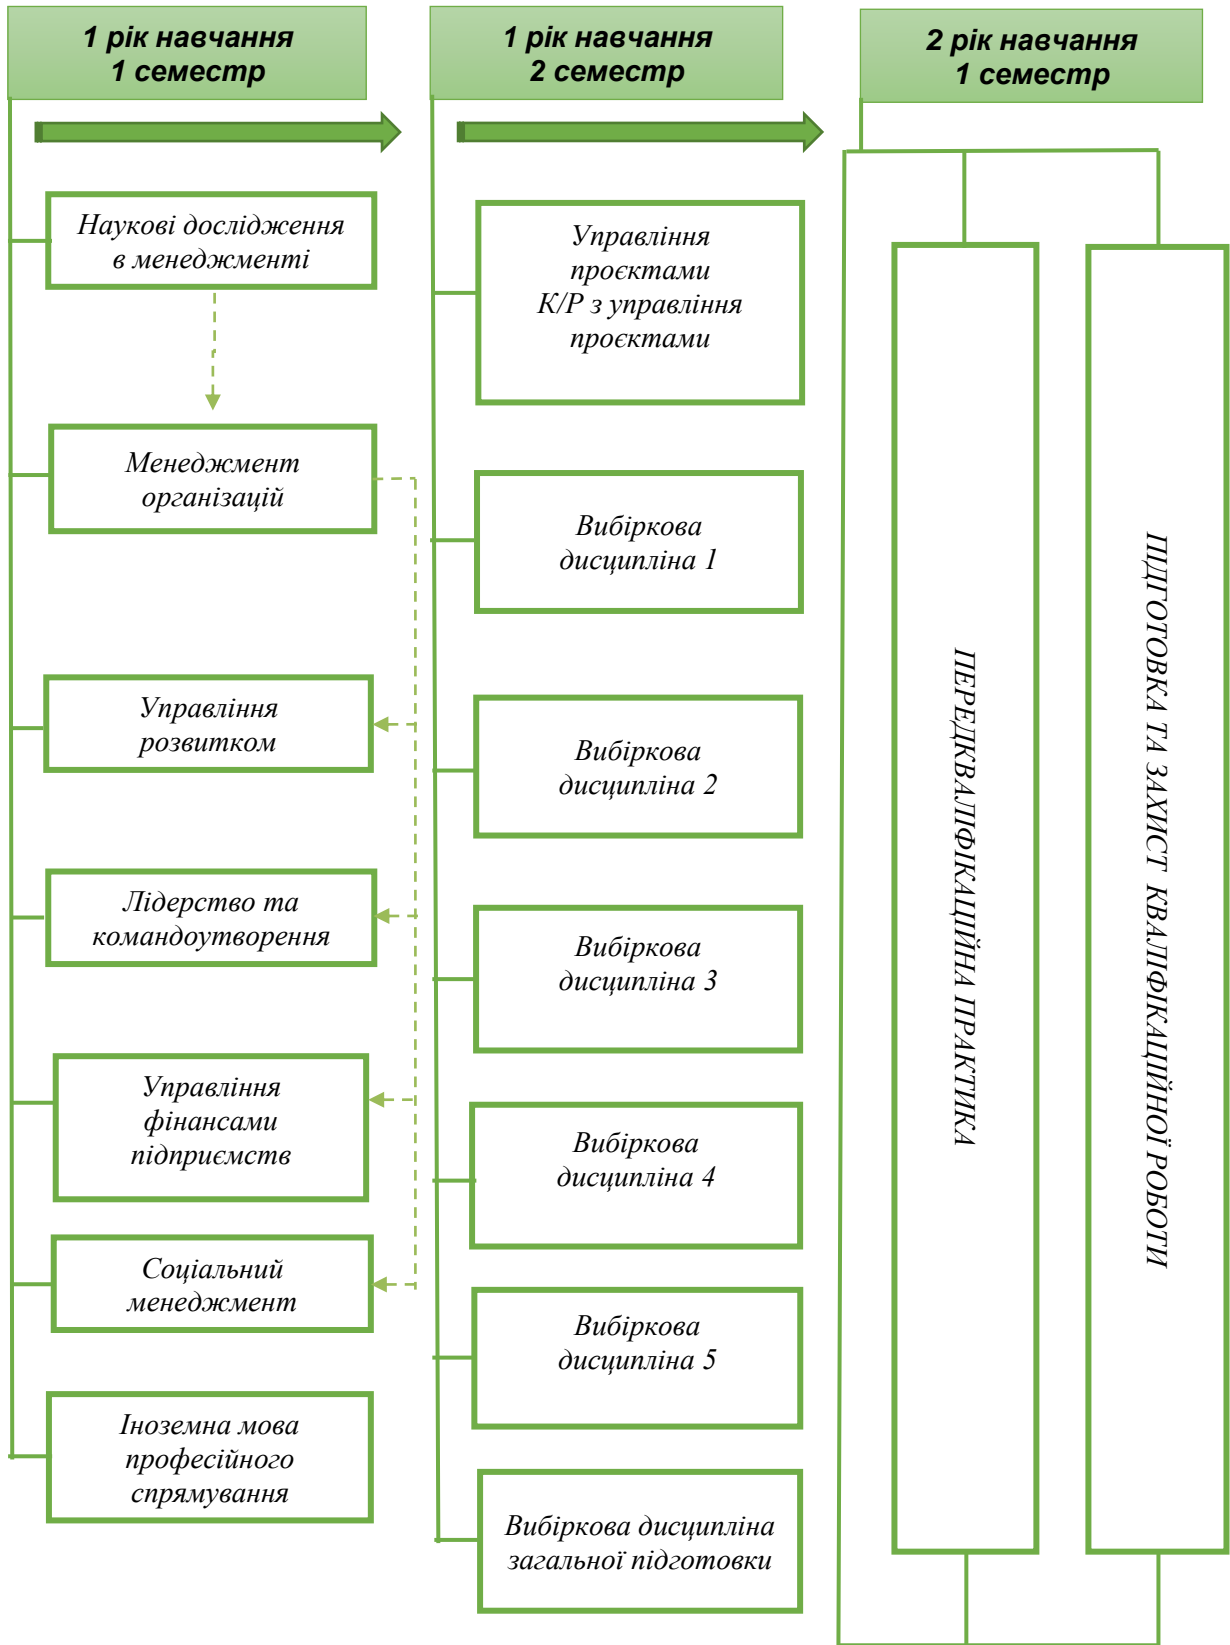 1 рік навчання
1 семестр
1 рік навчання
2 семестр
2 рік навчання
1 семестр
Наукові дослідження
в менеджменті
Менеджмент
організацій
Управління
розвитком
Лідерство та
командоутворення
Управління
фінансами
підприємств
Соціальний
менеджмент
Іноземна мова
професійного
спрямування
Управління
проєктами
К/Р з управління
проєктами
Вибіркова
дисципліна 1
Вибіркова
дисципліна 2
Вибіркова
дисципліна 3
Вибіркова
дисципліна 4
Вибіркова
дисципліна 5
Вибіркова дисципліна
загальної підготовки
ПЕРЕДКВАЛІФІКАЦІЙНА ПРАКТИКА
ПІДГОТОВКА ТА ЗАХИСТ КВАЛІФІКАЦІЙНОЇ РОБОТИ